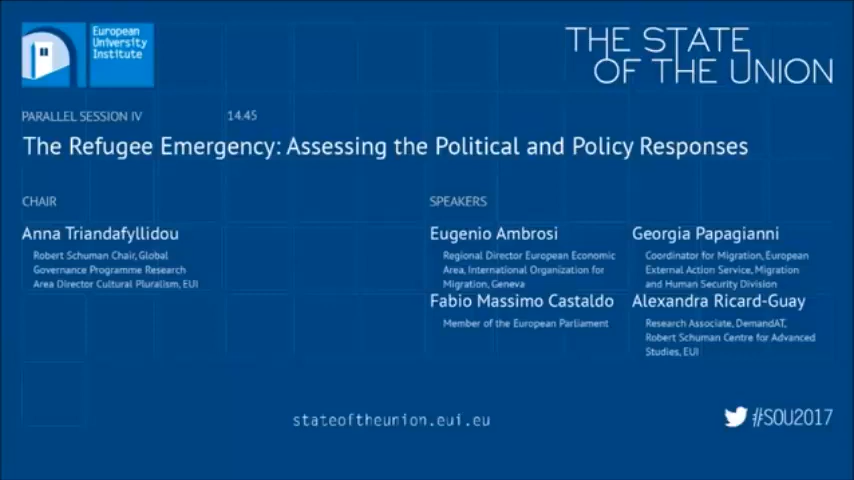 European
University
Institute
THE STATE
OF THE UNION
PARALLEL SESSION IV 14.45
The Refugee Emergency: Assessing the Political and Policy Responses
CHAIR
Anna Triandafyllidou
Robert Schuman Chair, Global
Governance Programme Research
Area Director Cultural Pluralism, EUI
SPEAKERS
Eugenio Ambrosi
Regional Director European Economic
Area, International Organization for
Migration, Geneva
Georgia Papagianni
Coordinator for Migration, European
External Action Service, Migration
and Human Security Division
Fabio Massimo Castaldo
Member of the European Parliament
Alexandra Ricard-Guay
Research Associate, DemandAT,
Robert Schuman Centre for Advanced
Studies, EUI
stateoftheunion.eui.eu
#SOU2017